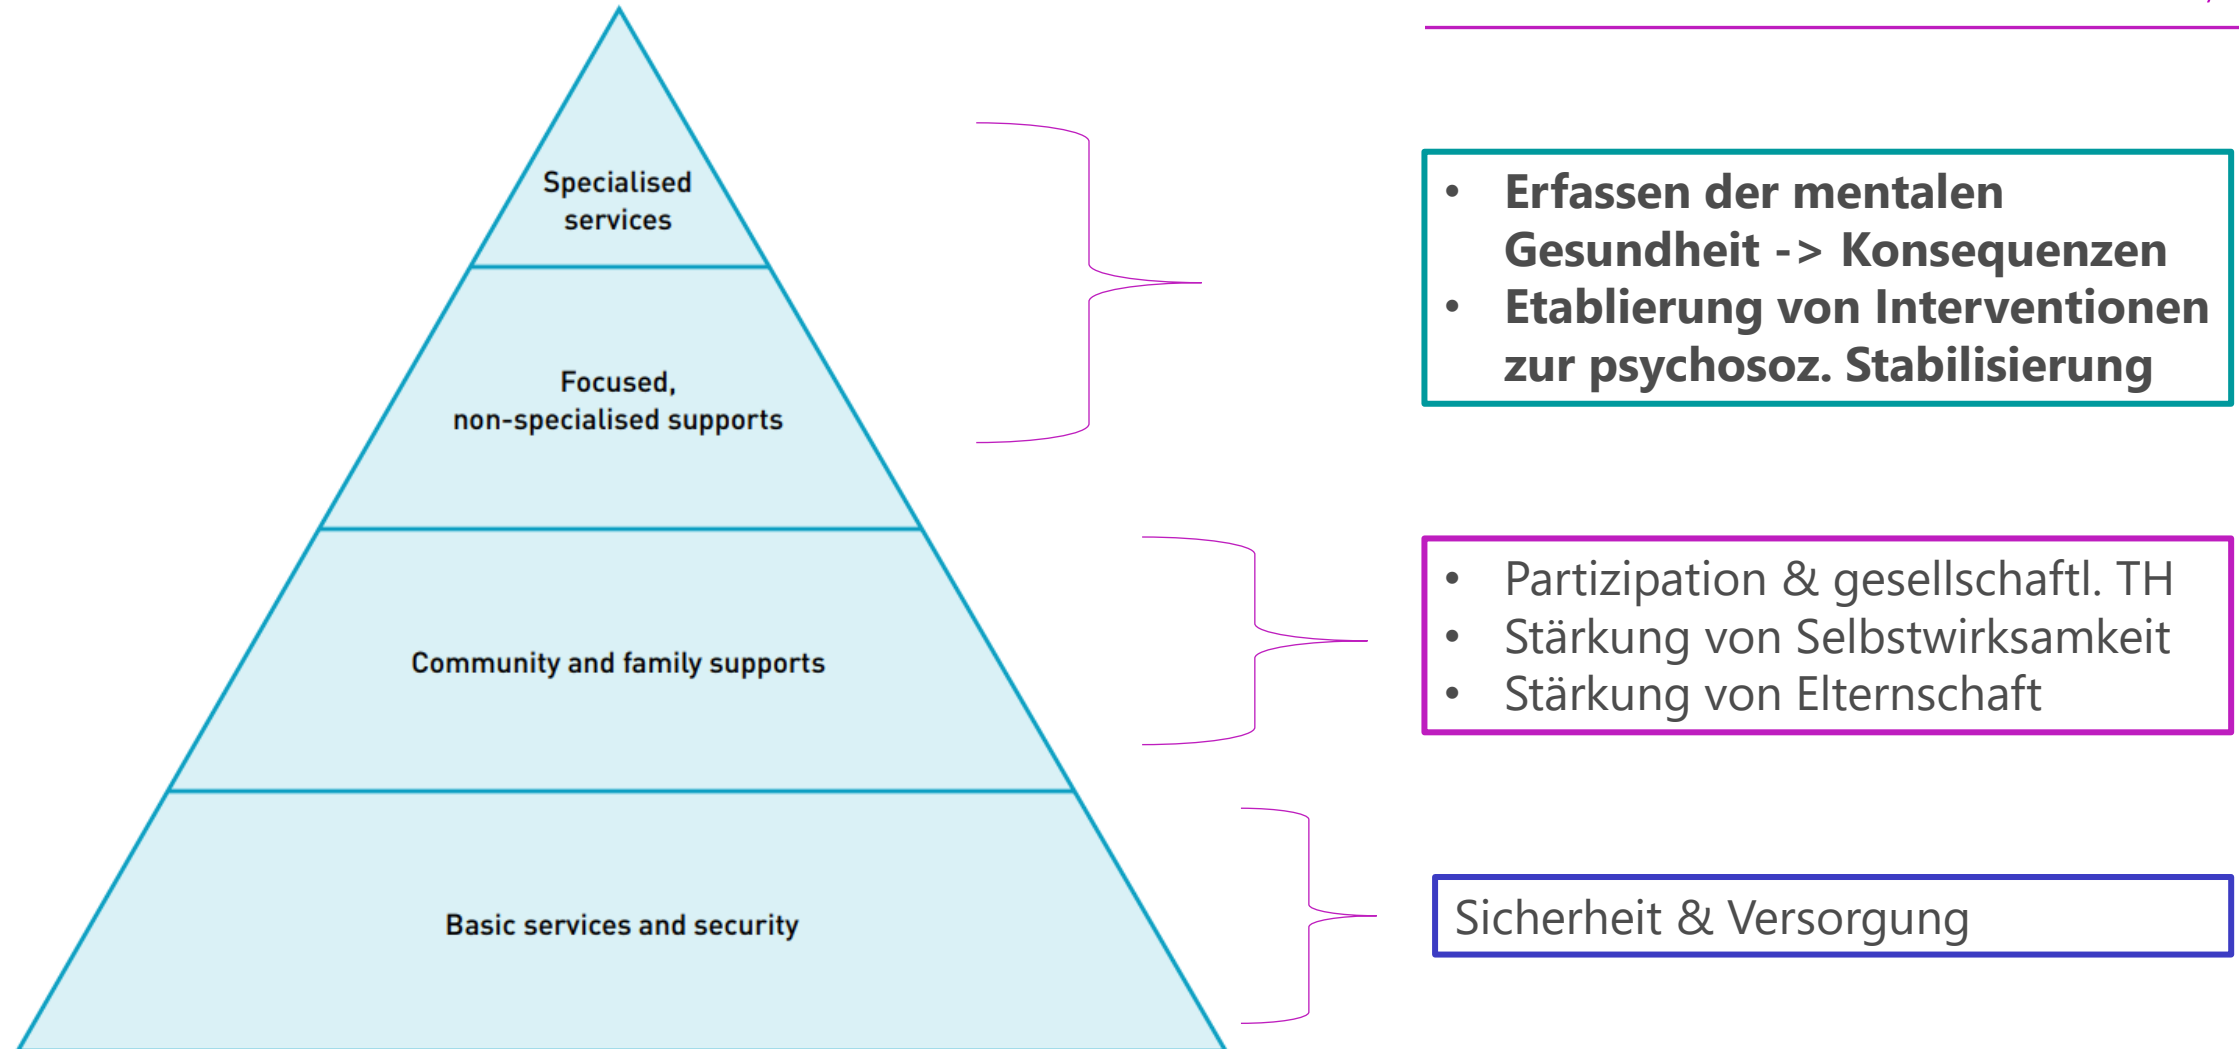 Specialised
services
Focused,
non-specialised supports
Community and family supports
Basic services and security
• Erfassen der mentalen
Gesundheit -> Konsequenzen
• Etablierung von Interventionen
zur psychosoz. Stabilisierung
• Partizipation & gesellschaftl. TH
• Stärkung von Selbstwirksamkeit
• Stärkung von Elternschaft
Sicherheit & Versorgung